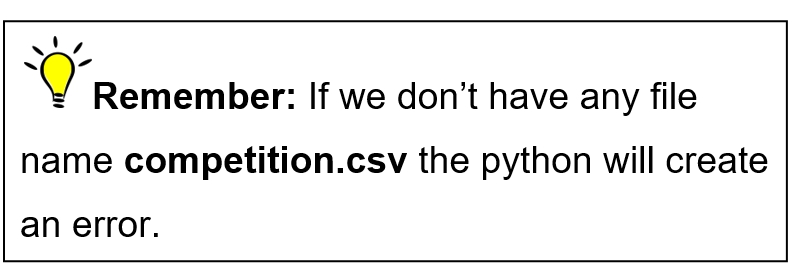 Remember: If we don’t have any file
name competition.csv the python will create
an error.